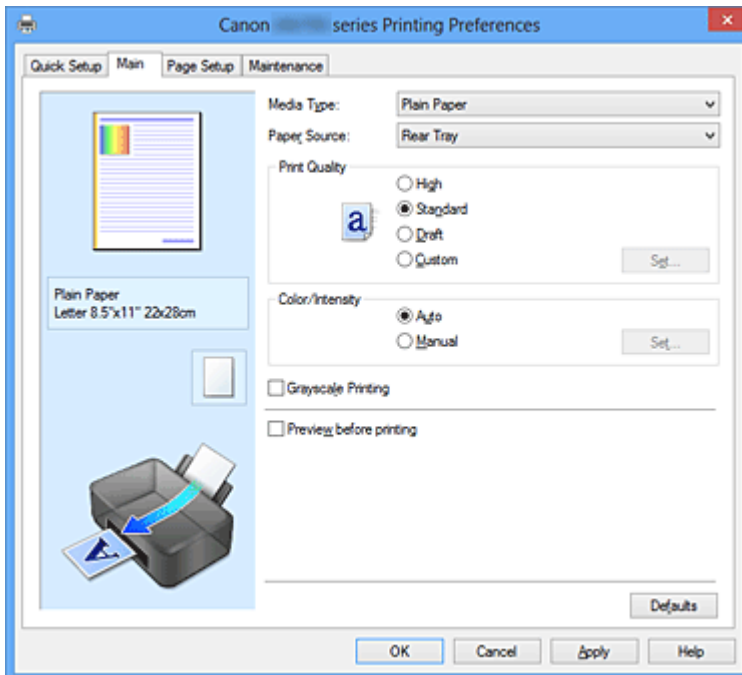 Canon series Printing Preferences
Quick Setup Main Page Setup Maintenance
Media Type: Plain Paper
Paper Source: Rear Tray
Print Quality
High
a Standard
Draft
Custom Set...
Plain Paper
Letter 8.5"x11" 22x28cm
Color/Intensity
Auto
Manual Set...
Grayscale Printing
Preview before printing
A
Defaults
OK Cancel Apply Help